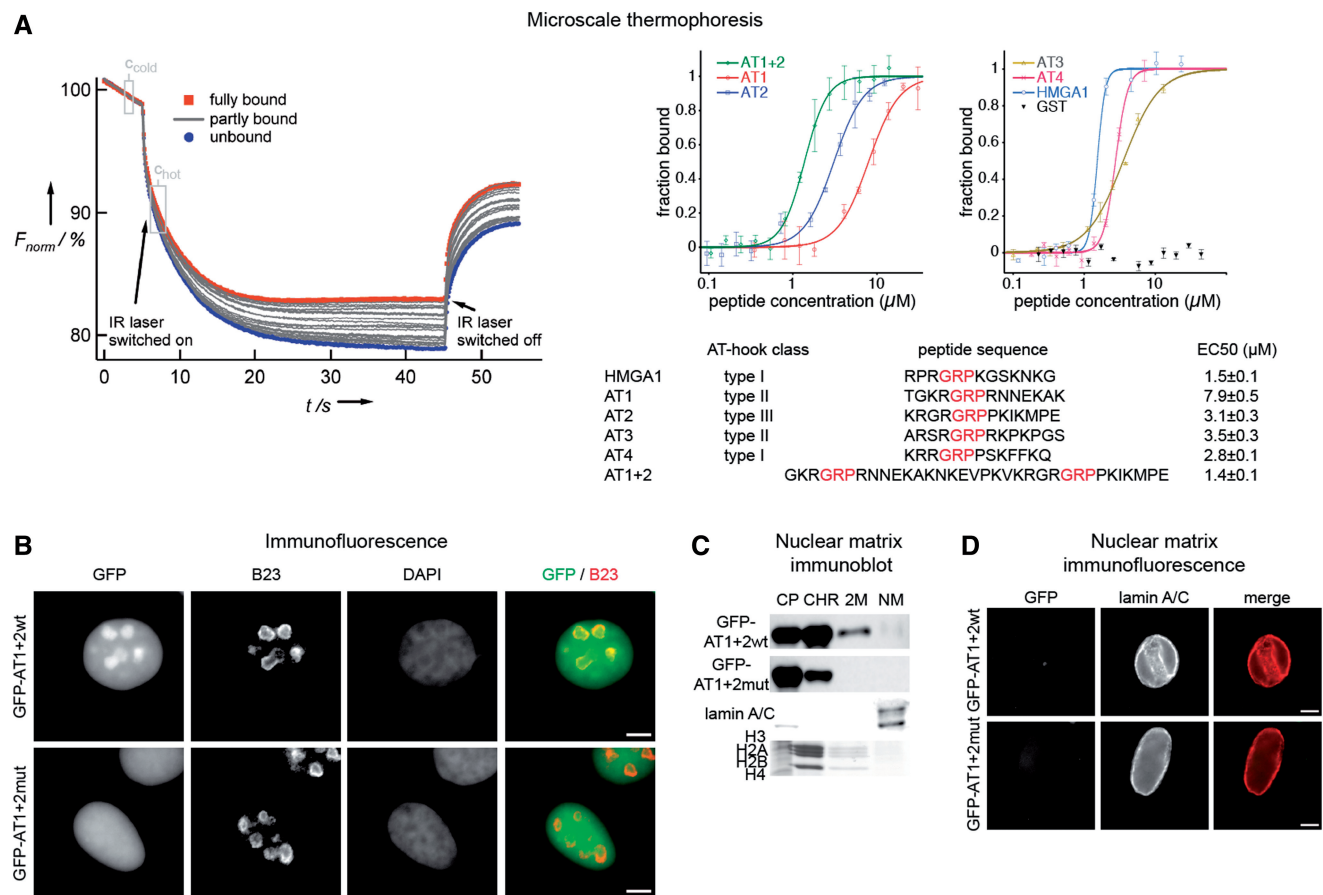 A
Microscale thermophoresis
100
90
80
F_norm / %
c_cold
c_hot
fully bound
partly bound
unbound
IR laser
switched on
IR laser
switched off
0 10 20 30 40 50
t /s
AT1+2
AT1
AT2
fraction bound
1
0.8
0.6
0.4
0.2
0
0.1 1 10
peptide concentration (µM)
AT3
AT4
HMGA1
GST
fraction bound
1
0.8
0.6
0.4
0.2
0
0.1 1 10
peptide concentration (µM)
AT-hook class peptide sequence EC50 (µM)
HMGA1 type I RPRGRPKGSKNKG 1.5±0.1
AT1 type II TGKRGRPRNNEKAK 7.9±0.5
AT2 type III KRGRGRPPKIKMPE 3.1±0.3
AT3 type II ARSRGRPRKPKPGS 3.5±0.3
AT4 type I KRRGRPPSKFFKQ 2.8±0.1
AT1+2 GKRGRPRNNEKAKNKEVPKVKRGRGRPPKIKMPE 1.4±0.1
B
Immunofluorescence
GFP B23 DAPI GFP / B23
GFP-AT1+2wt
GFP-AT1+2mut
C
Nuclear matrix
immunoblot
CP CHR 2M NM
GFP-
AT1+2wt
GFP-
AT1+2mut
lamin A/C
H3
H2A
H2B
H4
D
Nuclear matrix
immunofluorescence
GFP lamin A/C merge
GFP-AT1+2wt
GFP-AT1+2mut